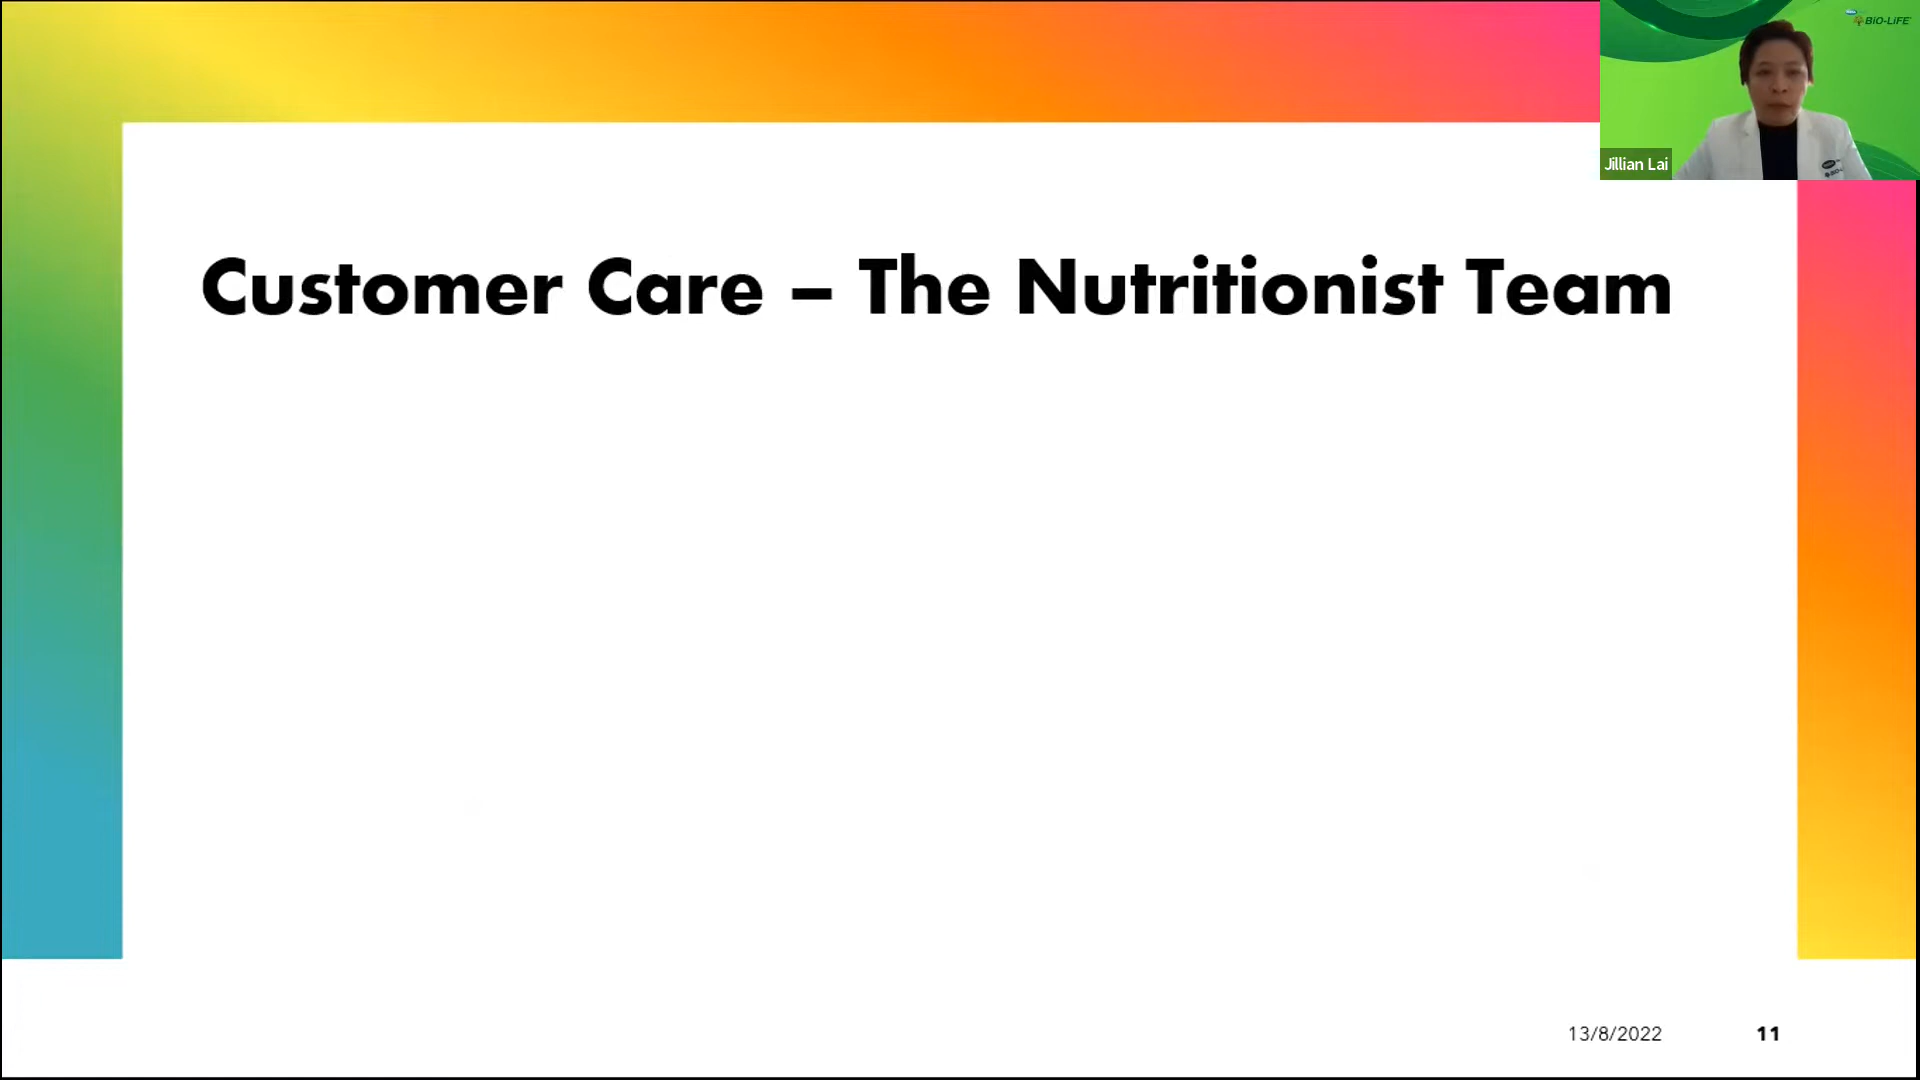 BiO-LiFE
Jillian Lai
Customer Care – The Nutritionist Team
13/8/2022
11